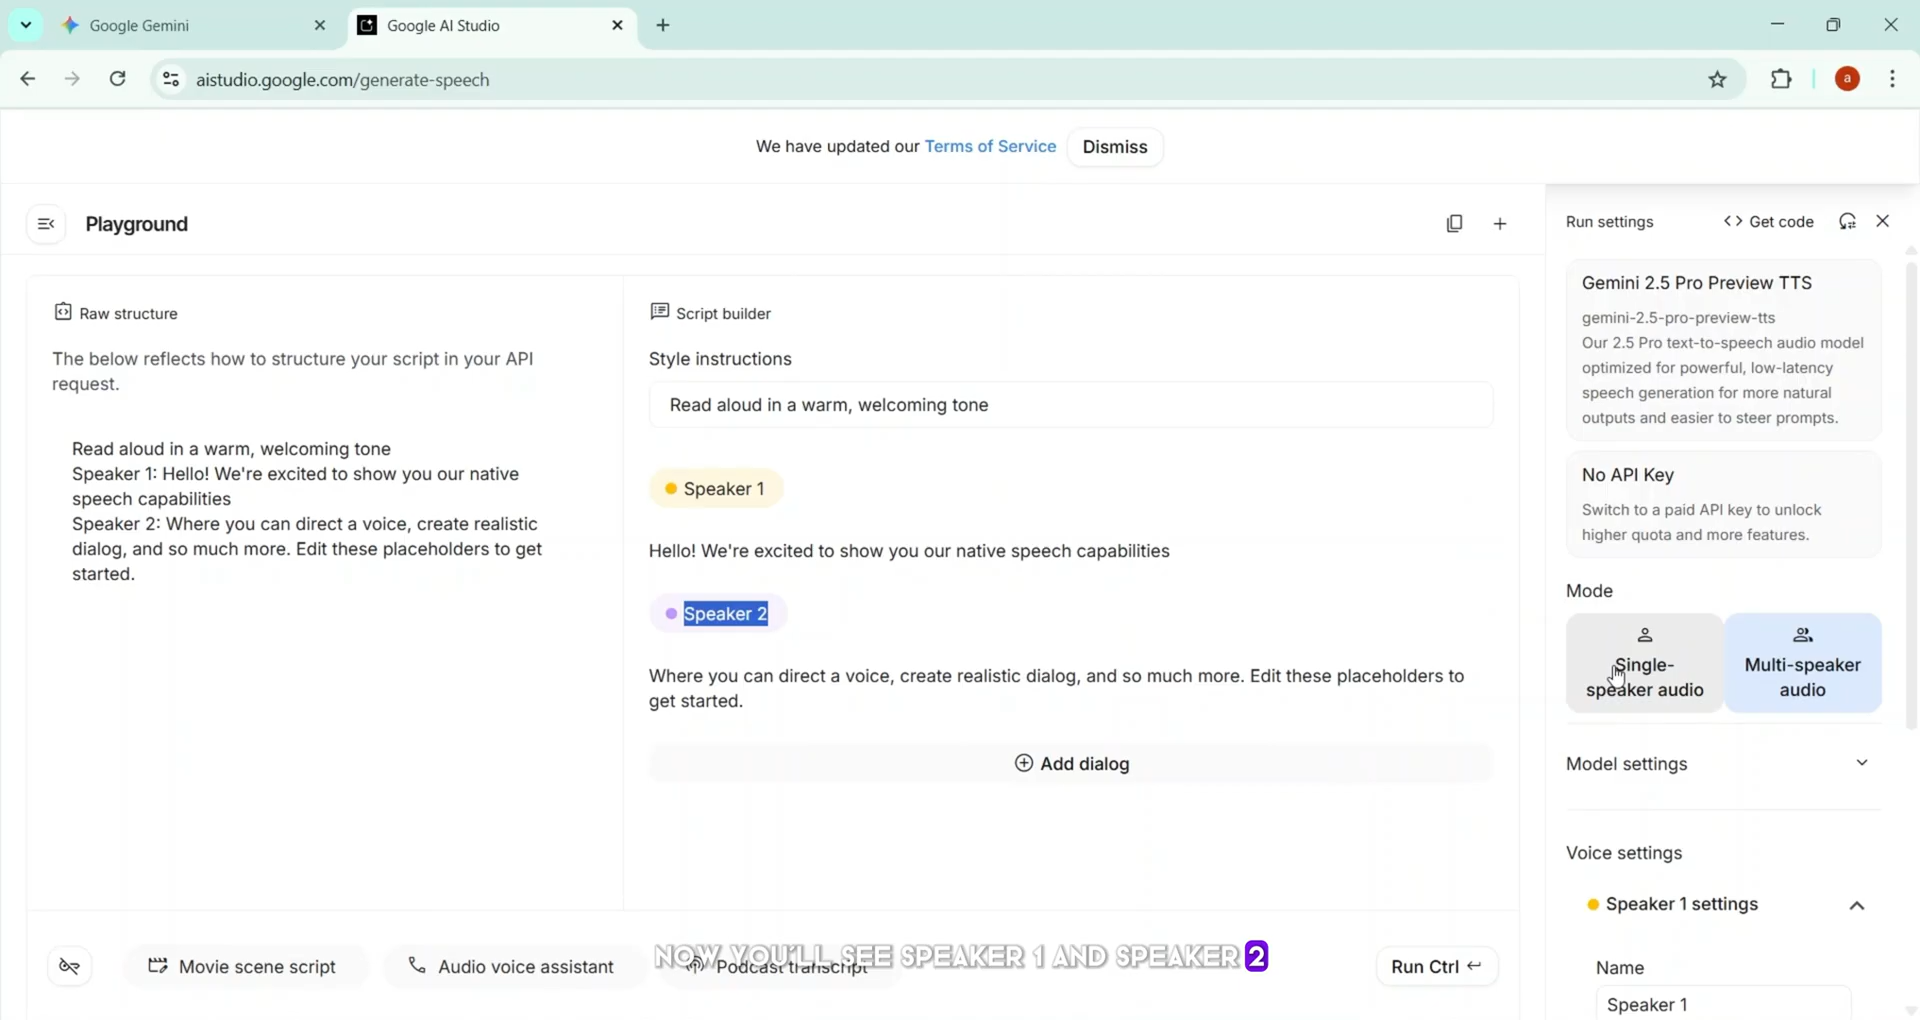 Google Gemini
Google AI Studio
aistudio.google.com/generate-speech
a
We have updated our Terms of Service
Dismiss
Playground
Raw structure
The below reflects how to structure your script in your API
request.
Read aloud in a warm, welcoming tone
Speaker 1: Hello! We're excited to show you our native
speech capabilities
Speaker 2: Where you can direct a voice, create realistic
dialog, and so much more. Edit these placeholders to get
started.
Script builder
Style instructions
Read aloud in a warm, welcoming tone
Speaker 1
Hello! We're excited to show you our native speech capabilities
Speaker 2
Where you can direct a voice, create realistic dialog, and so much more. Edit these placeholders to
get started.
Add dialog
Movie scene script
Audio voice assistant
Podcast transcript
NOW YOU'LL SEE SPEAKER 1 AND SPEAKER 2
Run Ctrl
Run settings
<> Get code
Gemini 2.5 Pro Preview TTS
gemini-2.5-pro-preview-tts
Our 2.5 Pro text-to-speech audio model
optimized for powerful, low-latency
speech generation for more natural
outputs and easier to steer prompts.
No API Key
Switch to a paid API key to unlock
higher quota and more features.
Mode
Single-
speaker audio
Multi-speaker
audio
Model settings
Voice settings
Speaker 1 settings
Name
Speaker 1